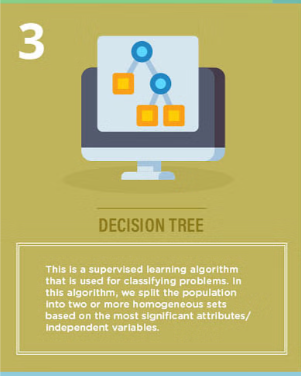 3
DECISION TREE
This is a supervised learning algorithm
that is used for classifying problems. In
this algorithm, we split the population
into two or more homogeneous sets
based on the most significant attributes/
independent variables.